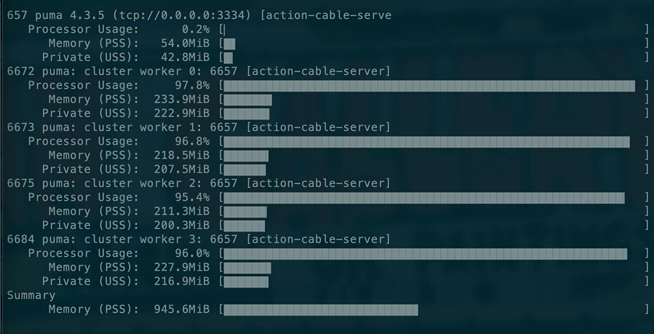 657 puma 4.3.5 (tcp://0.0.0.0:3334) [action-cable-serve
Processor Usage: 0.2% [ ]
Memory (PSS): 54.0MiB [ ]
Private (USS): 42.8MiB [ ]
6672 puma: cluster worker 0: 6657 [action-cable-server]
Processor Usage: 97.8% [ ]
Memory (PSS): 233.9MiB [ ]
Private (USS): 222.9MiB [ ]
6673 puma: cluster worker 1: 6657 [action-cable-server]
Processor Usage: 96.8% [ ]
Memory (PSS): 218.5MiB [ ]
Private (USS): 207.5MiB [ ]
6675 puma: cluster worker 2: 6657 [action-cable-server]
Processor Usage: 95.4% [ ]
Memory (PSS): 211.3MiB [ ]
Private (USS): 200.3MiB [ ]
6684 puma: cluster worker 3: 6657 [action-cable-server]
Processor Usage: 96.0% [ ]
Memory (PSS): 227.9MiB [ ]
Private (USS): 216.9MiB [ ]
Summary
Memory (PSS): 945.6MiB [ ]